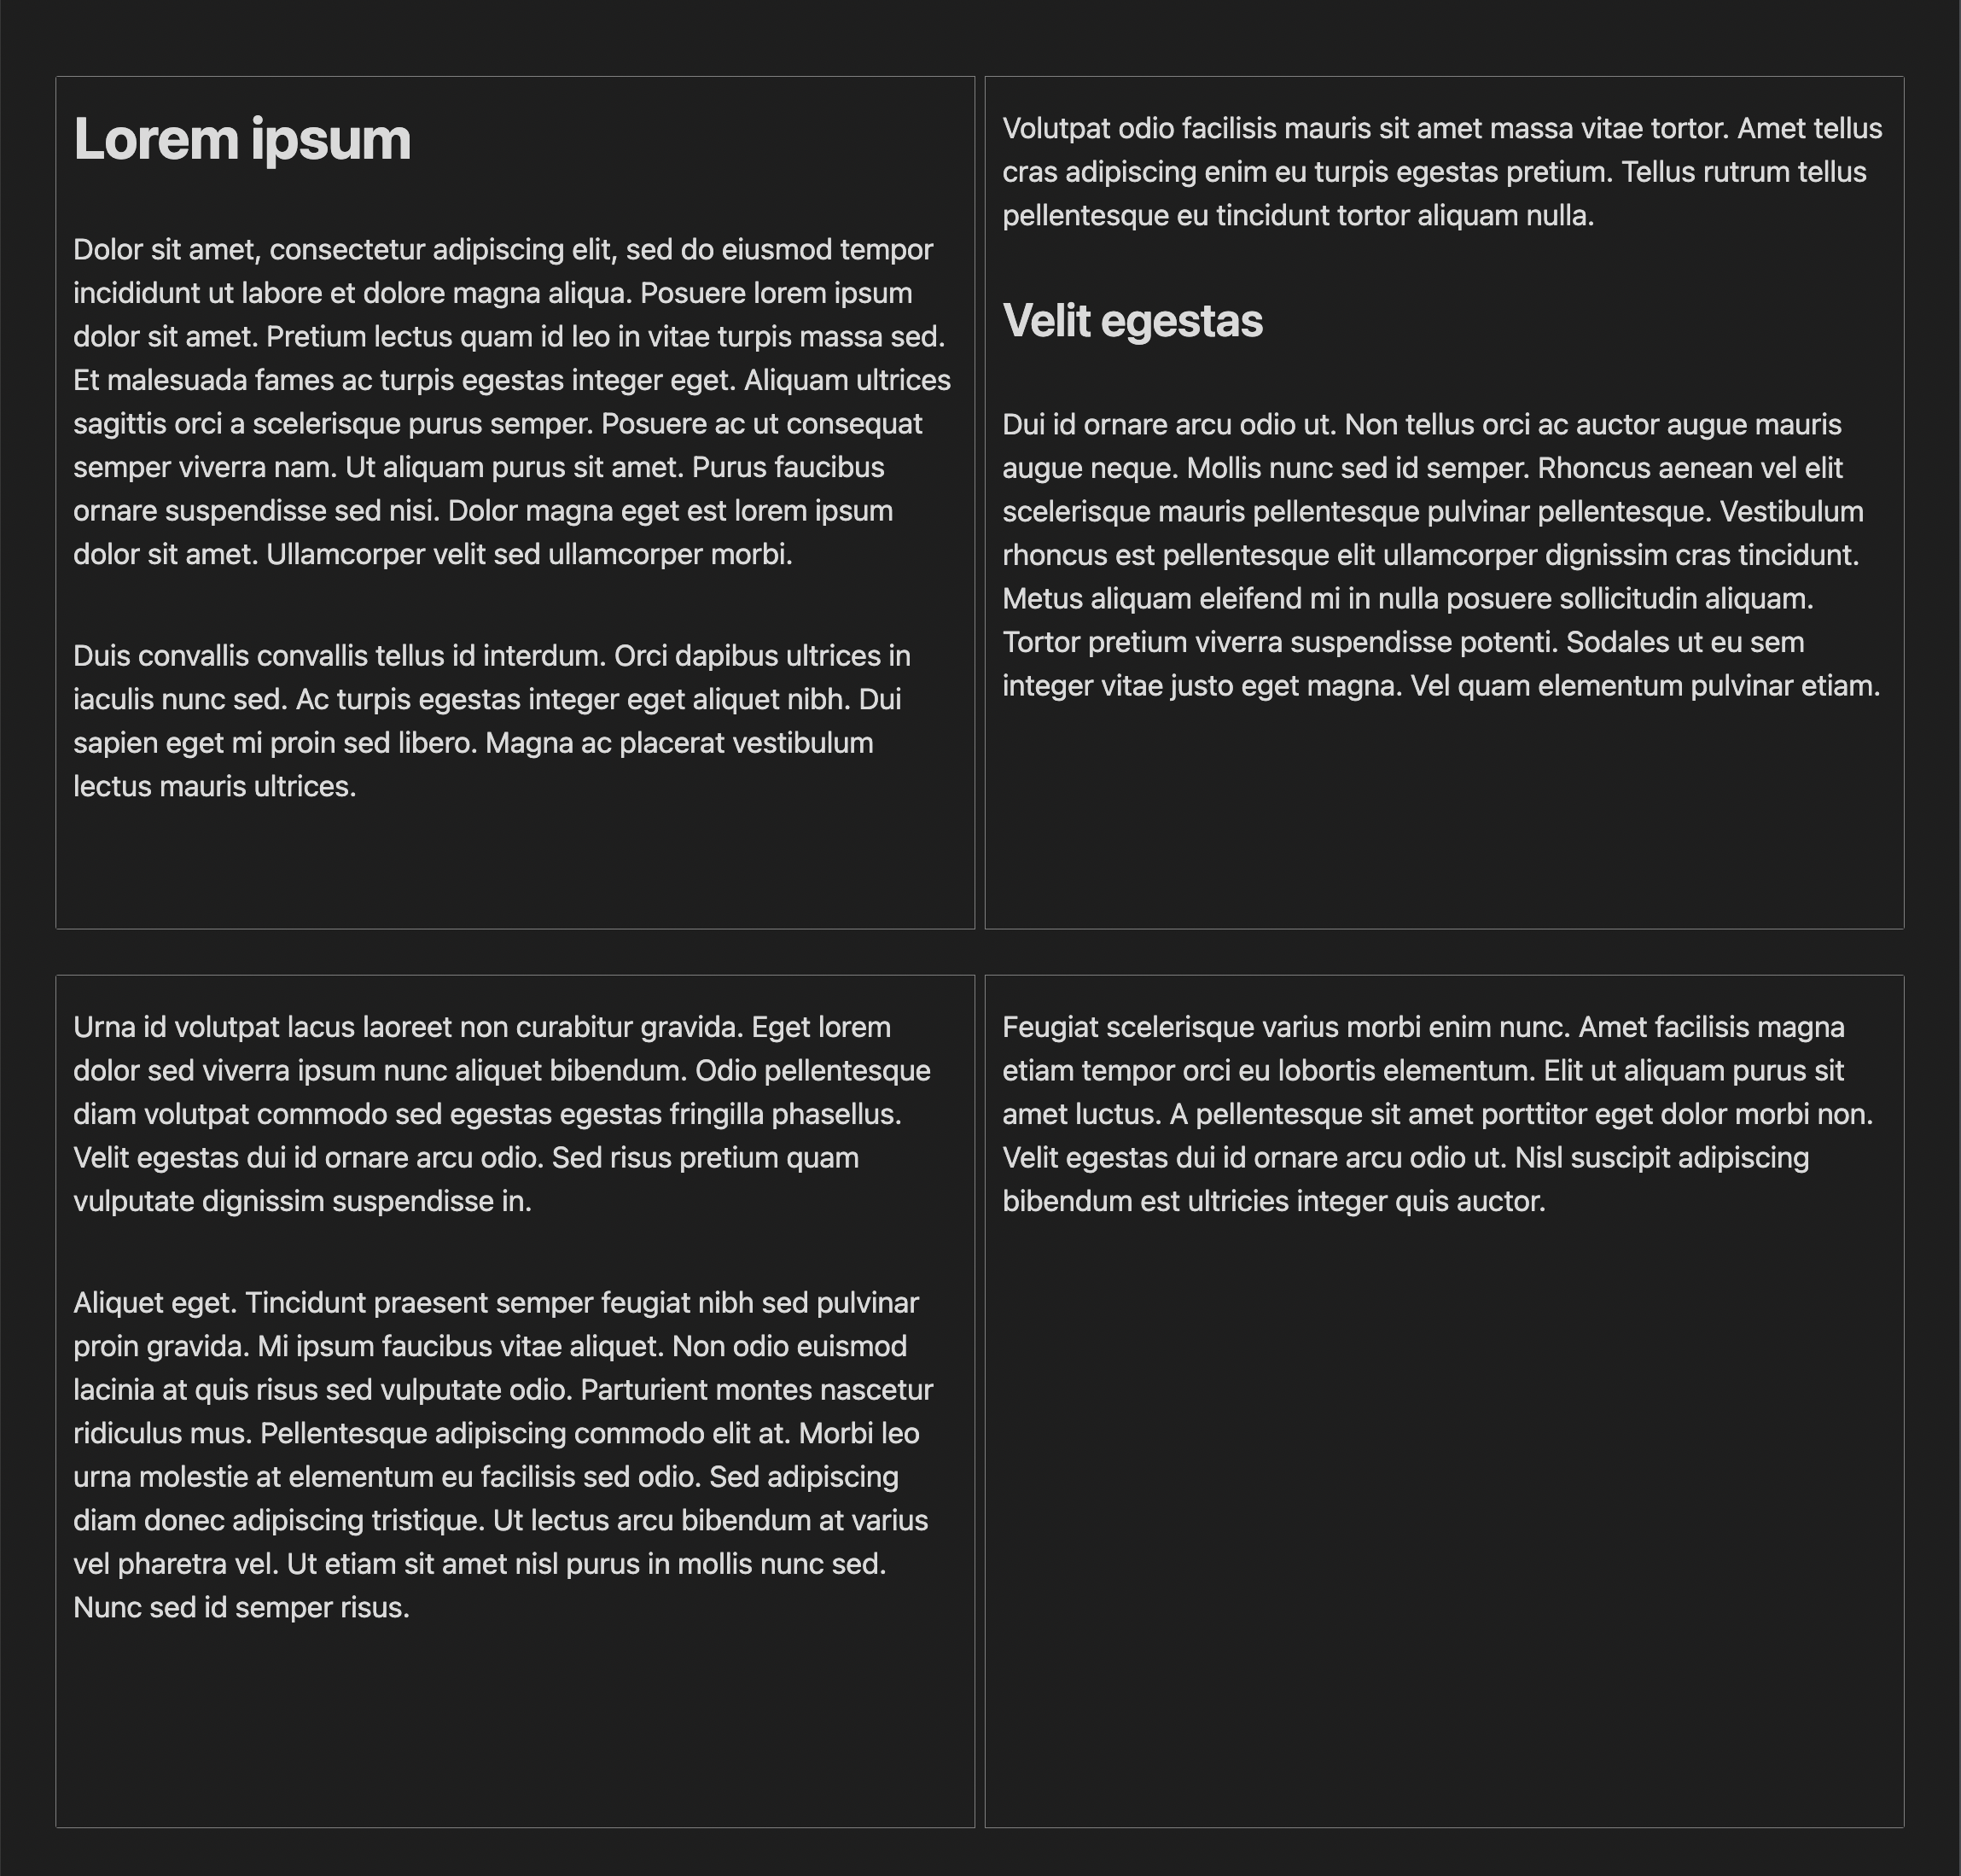 Lorem ipsum
Dolor sit amet, consectetur adipiscing elit, sed do eiusmod tempor
incididunt ut labore et dolore magna aliqua. Posuere lorem ipsum
dolor sit amet. Pretium lectus quam id leo in vitae turpis massa sed.
Et malesuada fames ac turpis egestas integer eget. Aliquam ultrices
sagittis orci a scelerisque purus semper. Posuere ac ut consequat
semper viverra nam. Ut aliquam purus sit amet. Purus faucibus
ornare suspendisse sed nisi. Dolor magna eget est lorem ipsum
dolor sit amet. Ullamcorper velit sed ullamcorper morbi.
Duis convallis convallis tellus id interdum. Orci dapibus ultrices in
iaculis nunc sed. Ac turpis egestas integer eget aliquet nibh. Dui
sapien eget mi proin sed libero. Magna ac placerat vestibulum
lectus mauris ultrices.
Volutpat odio facilisis mauris sit amet massa vitae tortor. Amet tellus
cras adipiscing enim eu turpis egestas pretium. Tellus rutrum tellus
pellentesque eu tincidunt tortor aliquam nulla.
Velit egestas
Dui id ornare arcu odio ut. Non tellus orci ac auctor augue mauris
augue neque. Mollis nunc sed id semper. Rhoncus aenean vel elit
scelerisque mauris pellentesque pulvinar pellentesque. Vestibulum
rhoncus est pellentesque elit ullamcorper dignissim cras tincidunt.
Metus aliquam eleifend mi in nulla posuere sollicitudin aliquam.
Tortor pretium viverra suspendisse potenti. Sodales ut eu sem
integer vitae justo eget magna. Vel quam elementum pulvinar etiam.
Urna id volutpat lacus laoreet non curabitur gravida. Eget lorem
dolor sed viverra ipsum nunc aliquet bibendum. Odio pellentesque
diam volutpat commodo sed egestas egestas fringilla phasellus.
Velit egestas dui id ornare arcu odio. Sed risus pretium quam
vulputate dignissim suspendisse in.
Aliquet eget. Tincidunt praesent semper feugiat nibh sed pulvinar
proin gravida. Mi ipsum faucibus vitae aliquet. Non odio euismod
lacinia at quis risus sed vulputate odio. Parturient montes nascetur
ridiculus mus. Pellentesque adipiscing commodo elit at. Morbi leo
urna molestie at elementum eu facilisis sed odio. Sed adipiscing
diam donec adipiscing tristique. Ut lectus arcu bibendum at varius
vel pharetra vel. Ut etiam sit amet nisl purus in mollis nunc sed.
Nunc sed id semper risus.
Feugiat scelerisque varius morbi enim nunc. Amet facilisis magna
etiam tempor orci eu lobortis elementum. Elit ut aliquam purus sit
amet luctus. A pellentesque sit amet porttitor eget dolor morbi non.
Velit egestas dui id ornare arcu odio ut. Nisl suscipit adipiscing
bibendum est ultricies integer quis auctor.